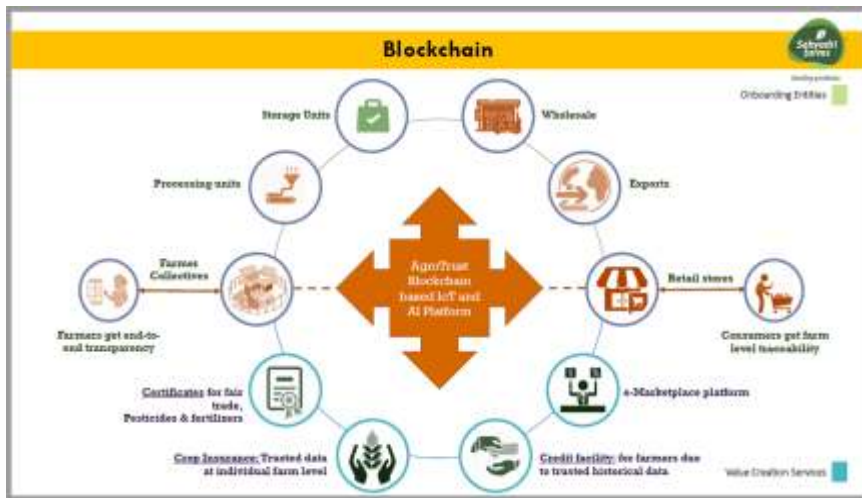 Blockchain
Sahyadri
Farms
Onboarding Entities
Storage Units
Wholesale
Processing units
Exports
Farmer
Collectives
Agro/Trust
Blockchain
based IoT and
AI Platform
Retail stores
Farmers get end-to-
end transparency
Consumers get farm
level traceability
Certificates for fair
trade,
Pesticides & fertilizers
e-Marketplace platform
Crop Insurance: Trusted data
at individual farm level
Credit facility: for farmers due
to trusted historical data
Value Creation Services